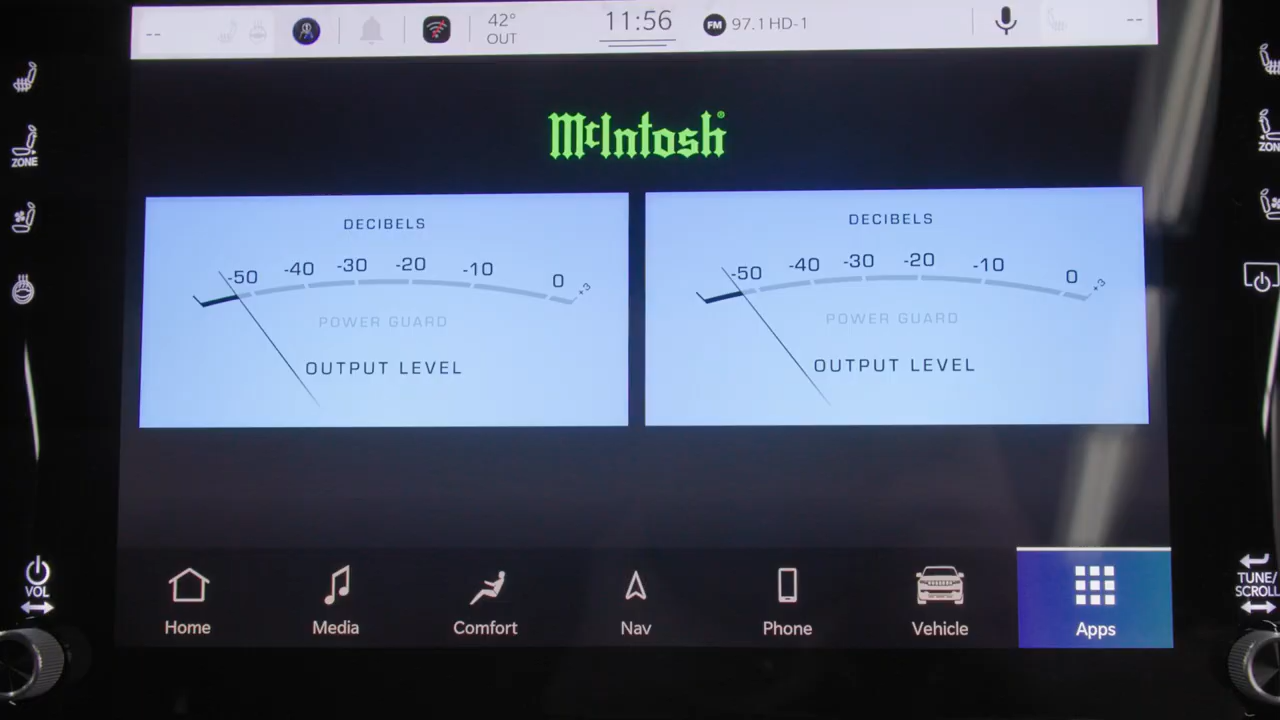 -- 42° OUT 11:56 FM 97.1 HD-1 --
McIntosh®
DECIBELS
-50 -40 -30 -20 -10 0 +3
POWER GUARD
OUTPUT LEVEL
DECIBELS
-50 -40 -30 -20 -10 0 +3
POWER GUARD
OUTPUT LEVEL
Home Media Comfort Nav Phone Vehicle Apps
ZONE
VOL
ZON
TUNE/
SCROLL